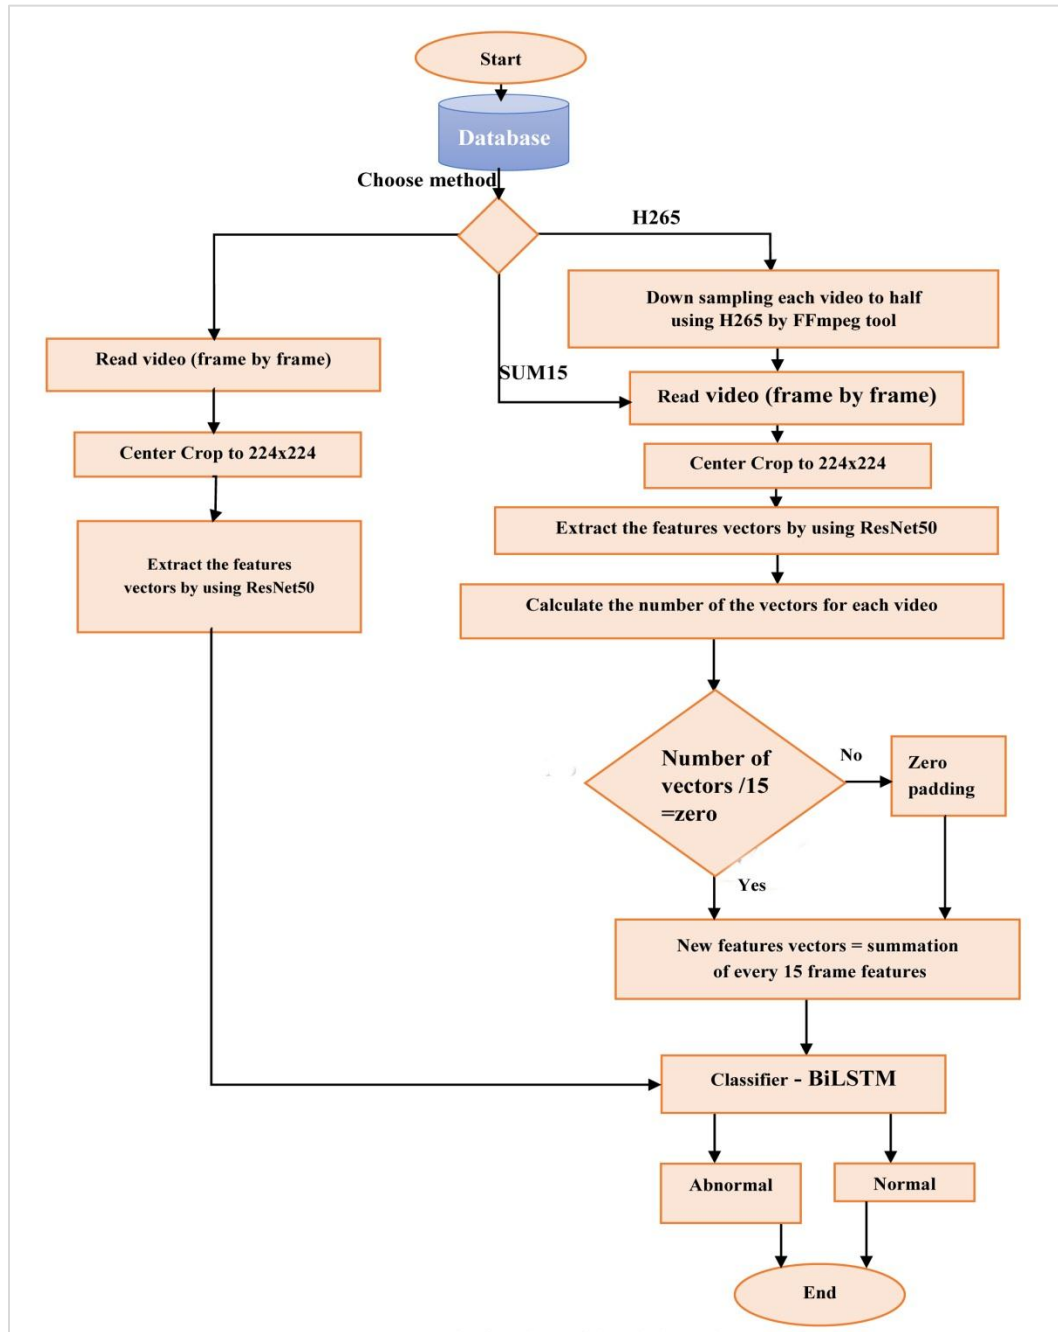 Start
Database
Choose method
H265
Down sampling each video to half
using H265 by FFmpeg tool
Read video (frame by frame)
SUM15
Read video (frame by frame)
Center Crop to 224x224
Center Crop to 224x224
Extract the features vectors by using ResNet50
Extract the features
vectors by using ResNet50
Calculate the number of the vectors for each video
Number of
vectors /15
=zero
No
Zero
padding
Yes
New features vectors = summation
of every 15 frame features
Classifier - BiLSTM
Abnormal
Normal
End